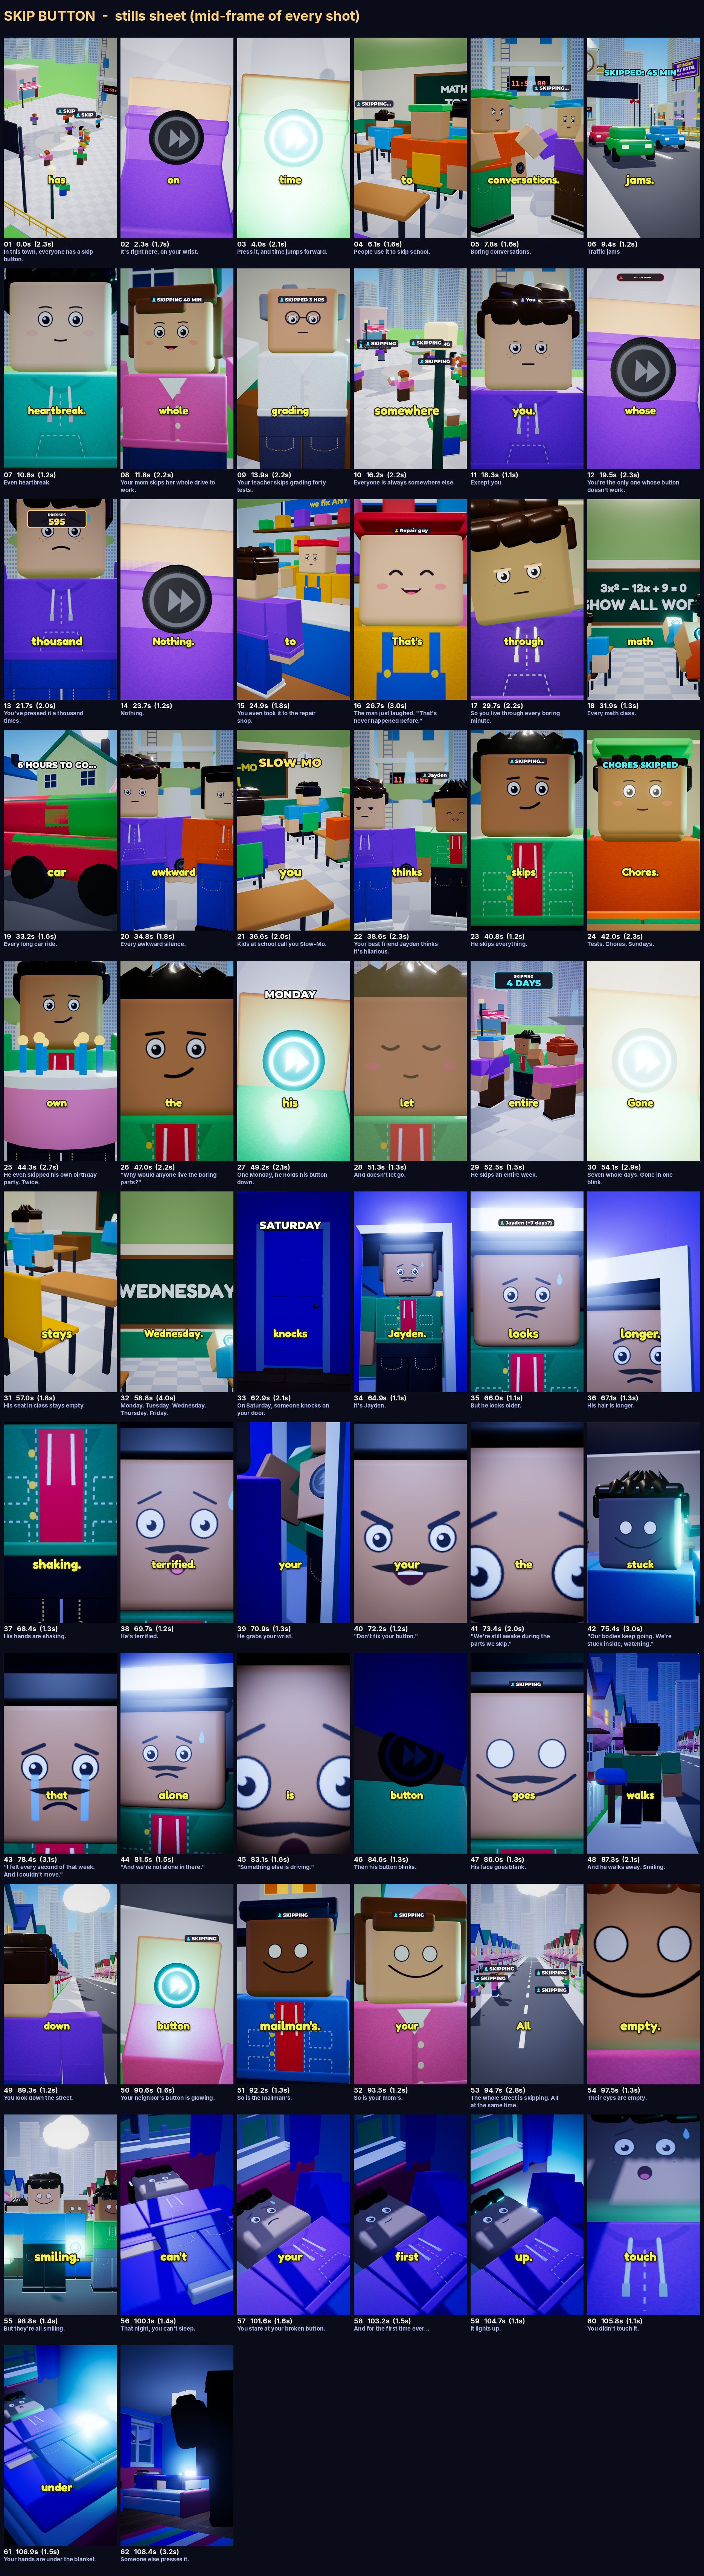 SKIP BUTTON - stills sheet (mid-frame of every shot)
SKIP
SKIP
has
on
time
MATH
SKIPPING...
to
SKIPPING...
conversations.
SKIPPED: 45 MIN
jams.
01 0.0s (2.3s)
In this town, everyone has a skip
button.
02 2.3s (1.7s)
It's right here, on your wrist.
03 4.0s (2.1s)
Press it, and time jumps forward.
04 6.1s (1.6s)
People use it to skip school.
05 7.8s (1.6s)
Boring conversations.
06 9.4s (1.2s)
Traffic jams.
heartbreak.
SKIPPING 40 MIN
whole
SKIPPED 3 HRS
grading
SKIPPING
SKIPPING
SKIPPING
somewhere
You
you.
whose
07 10.6s (1.2s)
Even heartbreak.
08 11.8s (2.2s)
Your mom skips her whole drive to
work.
09 13.9s (2.2s)
Your teacher skips grading forty
tests.
10 16.2s (2.2s)
Everyone is always somewhere else.
11 18.3s (1.1s)
Except you.
12 19.5s (2.3s)
You're the only one whose button
doesn't work.
PRESSES
595
thousand
Nothing.
we fix ANY
to
Repair guy
That's
through
3x² – 12x + 9 = 0
SHOW ALL WOR
math
13 21.7s (2.0s)
You've pressed it a thousand
times.
14 23.7s (1.2s)
Nothing.
15 24.9s (1.8s)
You even took it to the repair
shop.
16 26.7s (3.0s)
The man just laughed. "That's
never happened before."
17 29.7s (2.2s)
So you live through every boring
minute.
18 31.9s (1.3s)
Every math class.
6 HOURS TO GO...
car
awkward
-MO
SLOW-MO
you
Jayden
thinks
SKIPPING...
skips
CHORES SKIPPED
Chores.
19 33.2s (1.6s)
Every long car ride.
20 34.8s (1.8s)
Every awkward silence.
21 36.6s (2.0s)
Kids at school call you Slow-Mo.
22 38.6s (2.3s)
Your best friend Jayden thinks
it's hilarious.
23 40.8s (1.2s)
He skips everything.
24 42.0s (2.3s)
Tests. Chores. Sundays.
own
the
MONDAY
his
let
SKIPPING
4 DAYS
entire
Gone
25 44.3s (2.7s)
He even skipped his own birthday
party. Twice.
26 47.0s (2.2s)
"Why would anyone live the boring
parts?"
27 49.2s (2.1s)
One Monday, he holds his button
down.
28 51.3s (1.3s)
And doesn't let go.
29 52.5s (1.5s)
He skips an entire week.
30 54.1s (2.9s)
Seven whole days. Gone in one
blink.
stays
WEDNESDAY
Wednesday.
SATURDAY
knocks
Jayden.
Jayden (+7 days?)
looks
longer.
31 57.0s (1.8s)
His seat in class stays empty.
32 58.8s (4.0s)
Monday. Tuesday. Wednesday.
Thursday. Friday.
33 62.9s (2.1s)
On Saturday, someone knocks on
your door.
34 64.9s (1.1s)
It's Jayden.
35 66.0s (1.1s)
But he looks older.
36 67.1s (1.3s)
His hair is longer.
shaking.
terrified.
your
your
the
stuck
37 68.4s (1.3s)
His hands are shaking.
38 69.7s (1.2s)
He's terrified.
39 70.9s (1.3s)
He grabs your wrist.
40 72.2s (1.2s)
"Don't fix your button."
41 73.4s (2.0s)
"We're still awake during the
parts we skip."
42 75.4s (3.0s)
"Our bodies keep going. We're
stuck inside, watching."
that
alone
is
button
SKIPPING
goes
walks
43 78.4s (3.1s)
"I felt every second of that week.
And I couldn't move."
44 81.5s (1.5s)
"And we're not alone in there."
45 83.1s (1.6s)
"Something else is driving."
46 84.6s (1.3s)
Then his button blinks.
47 86.0s (1.3s)
His face goes blank.
48 87.3s (2.1s)
And he walks away. Smiling.
down
SKIPPING
button
SKIPPING
mailman's.
SKIPPING
your
SKIPPING
SKIPPING
SKIPPING
SKIPPING
All
empty.
49 89.3s (1.2s)
You look down the street.
50 90.6s (1.6s)
Your neighbor's button is glowing.
51 92.2s (1.3s)
So is the mailman's.
52 93.5s (1.2s)
So is your mom's.
53 94.7s (2.8s)
The whole street is skipping. All
at the same time.
54 97.5s (1.3s)
Their eyes are empty.
smiling.
can't
your
first
up.
touch
55 98.8s (1.4s)
But they're all smiling.
56 100.1s (1.4s)
That night, you can't sleep.
57 101.6s (1.6s)
You stare at your broken button.
58 103.2s (1.5s)
And for the first time ever...
59 104.7s (1.1s)
it lights up.
60 105.8s (1.1s)
You didn't touch it.
under
61 106.9s (1.5s)
Your hands are under the blanket.
62 108.4s (3.2s)
Someone else presses it.